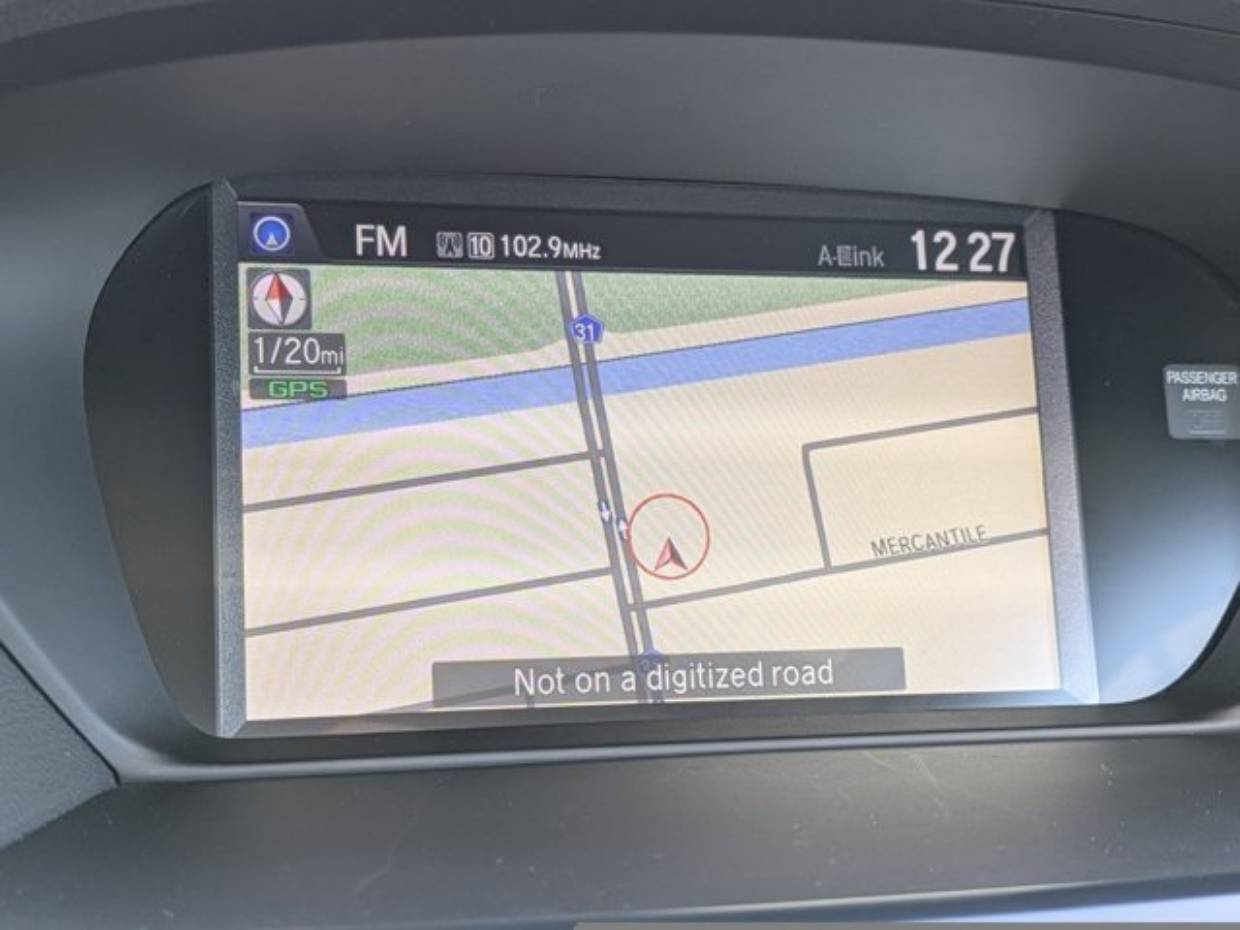 FM 10 102.9MHz A-Link 12 27
1/20mi
GPS
31
PASSENGER
AIRBAG
MERCANTILE
Not on a digitized road